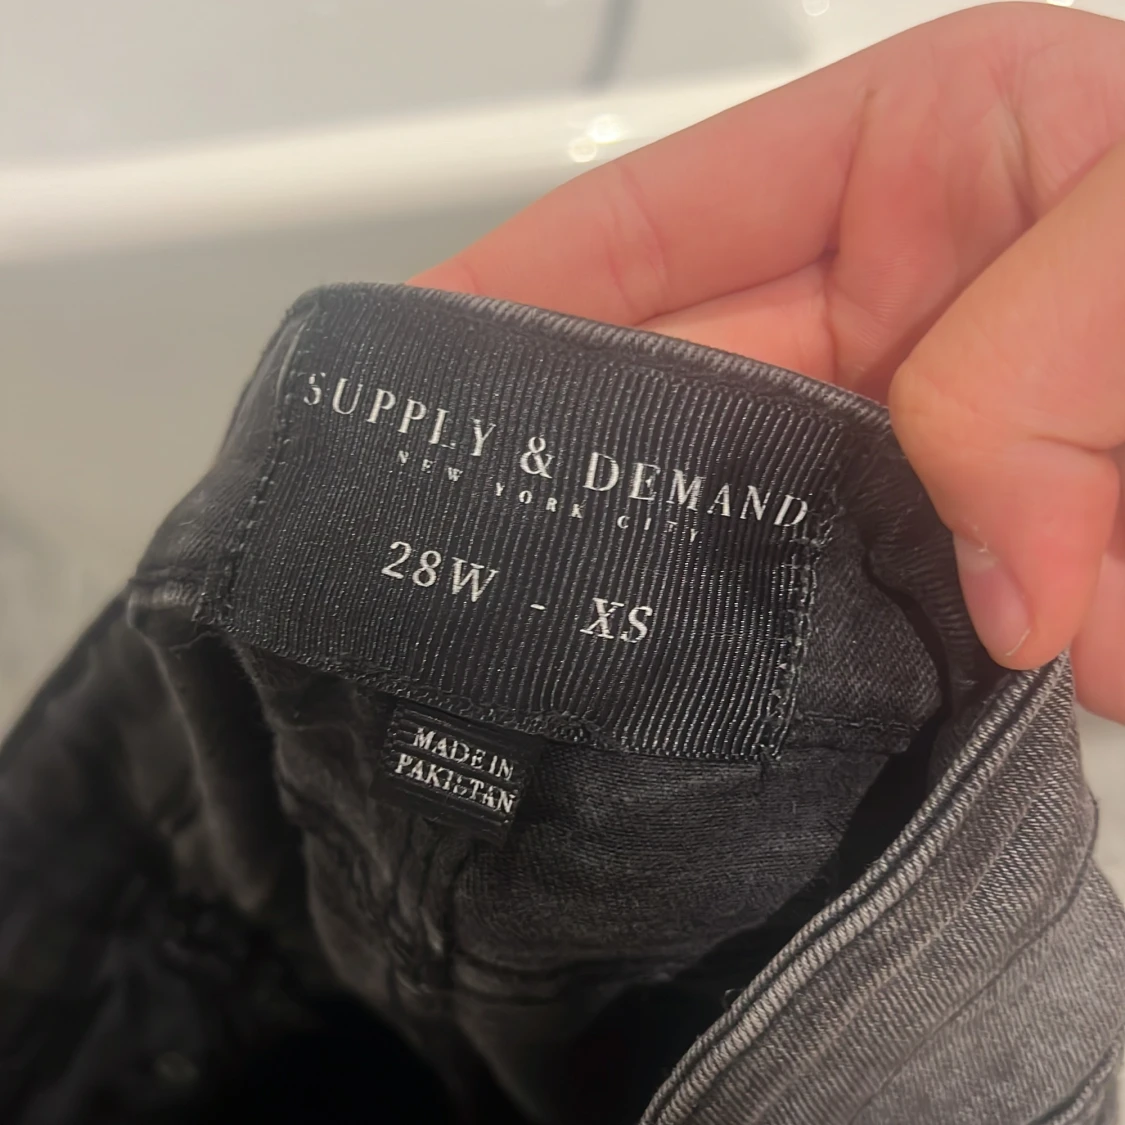 SUPPLY & DEMAND
NEW YORK CITY
28W - XS
MADE IN
PAKISTAN